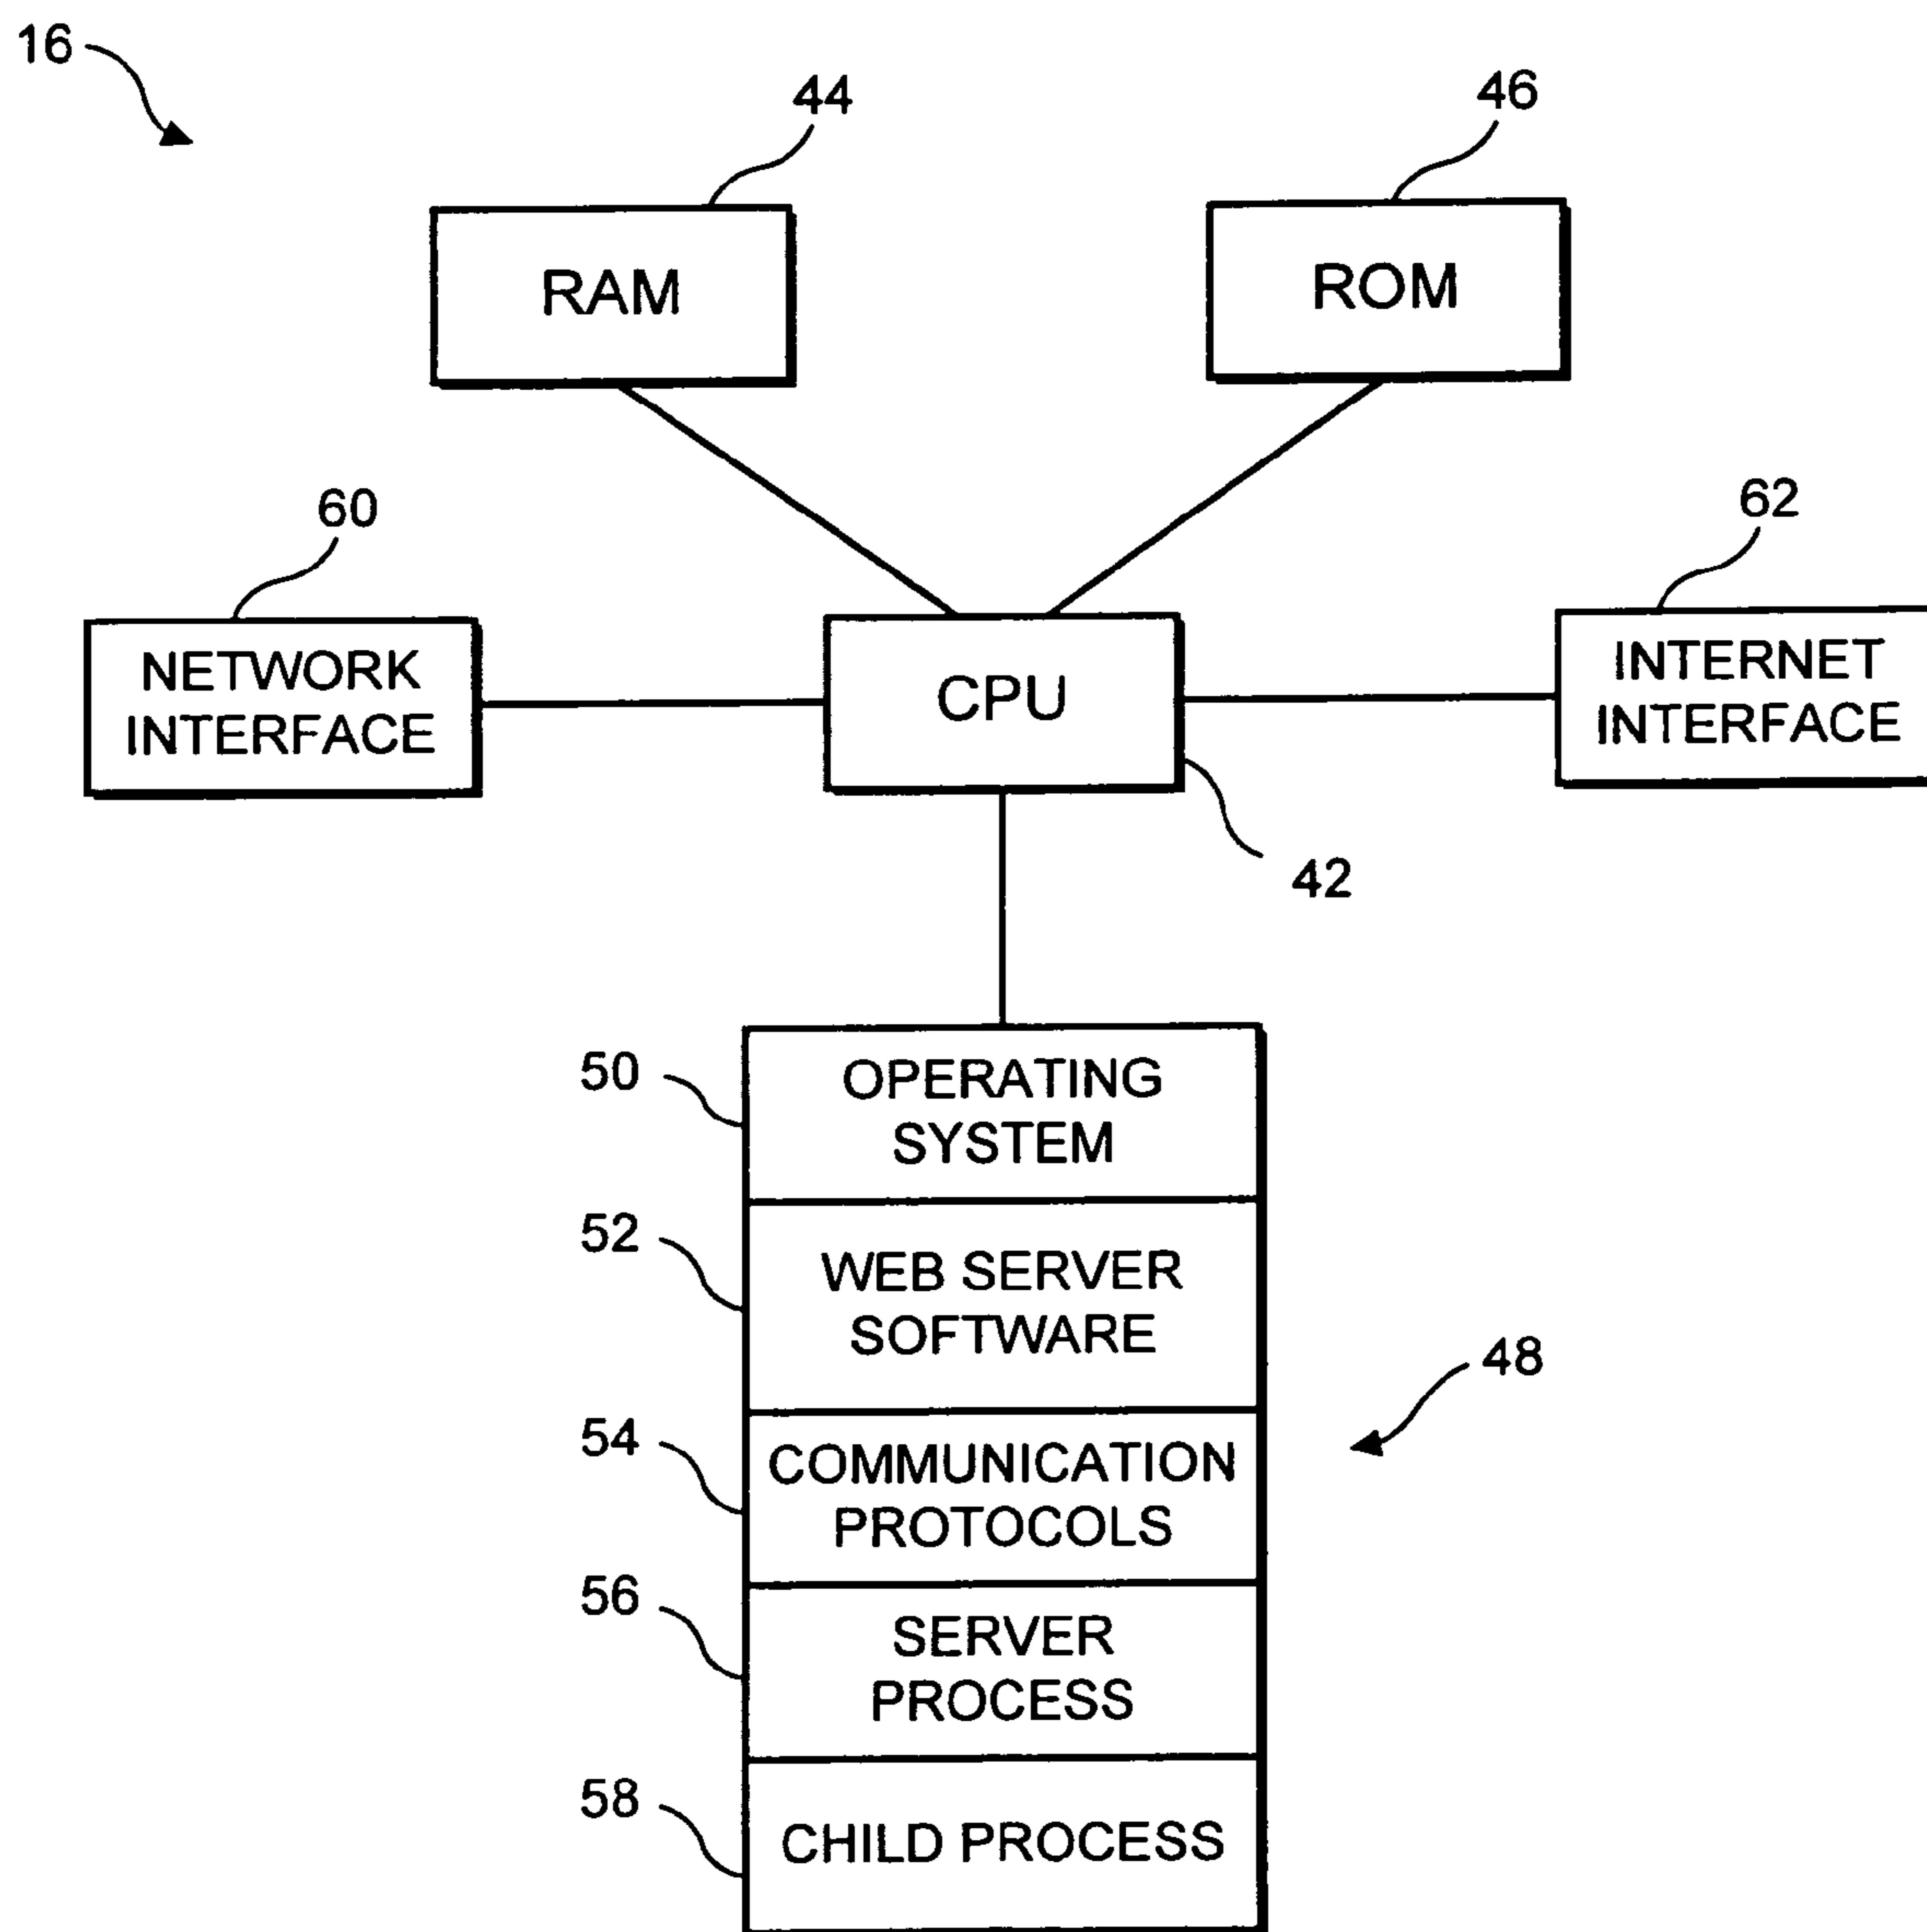 16
44
46
RAM
ROM
60
62
NETWORK
INTERFACE
CPU
INTERNET
INTERFACE
42
50
OPERATING
SYSTEM
52
WEB SERVER
SOFTWARE
48
54
COMMUNICATION
PROTOCOLS
56
SERVER
PROCESS
58
CHILD PROCESS